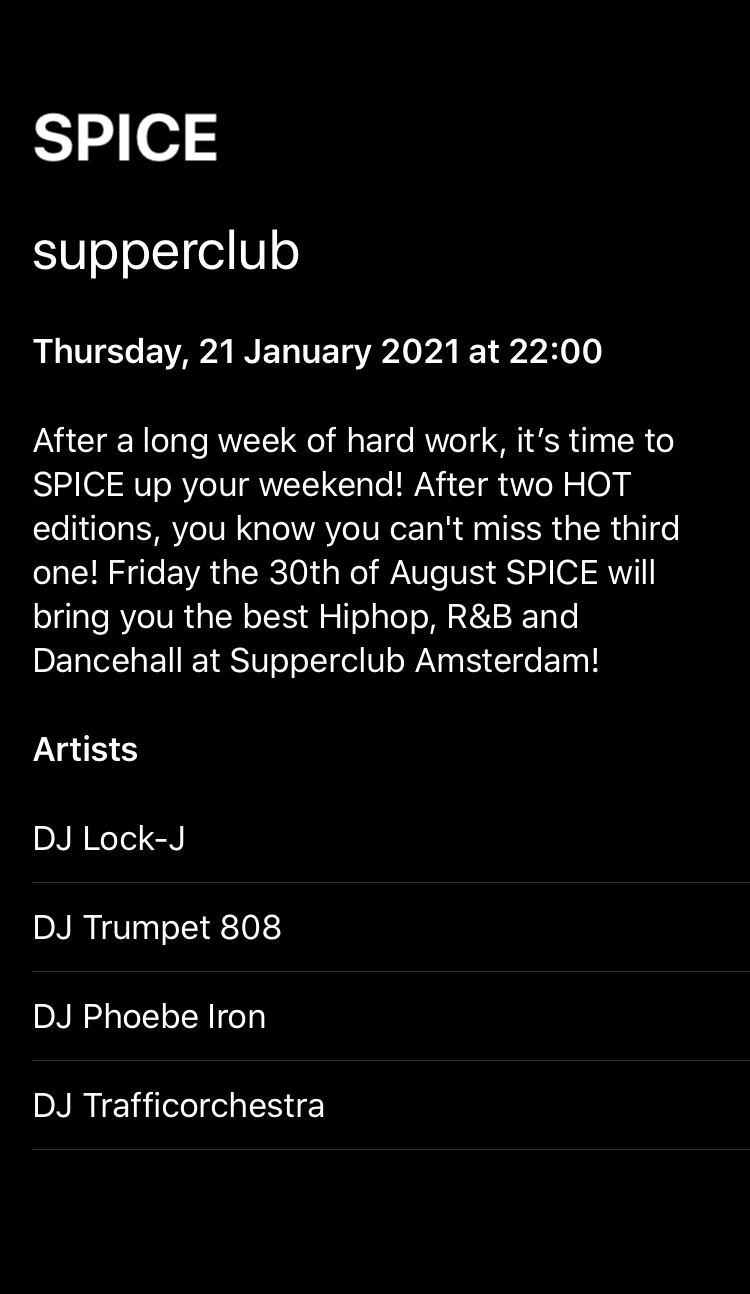 SPICE
supperclub
Thursday, 21 January 2021 at 22:00
After a long week of hard work, it’s time to
SPICE up your weekend! After two HOT
editions, you know you can't miss the third
one! Friday the 30th of August SPICE will
bring you the best Hiphop, R&B and
Dancehall at Supperclub Amsterdam!
Artists
DJ Lock-J
DJ Trumpet 808
DJ Phoebe Iron
DJ Trafficorchestra